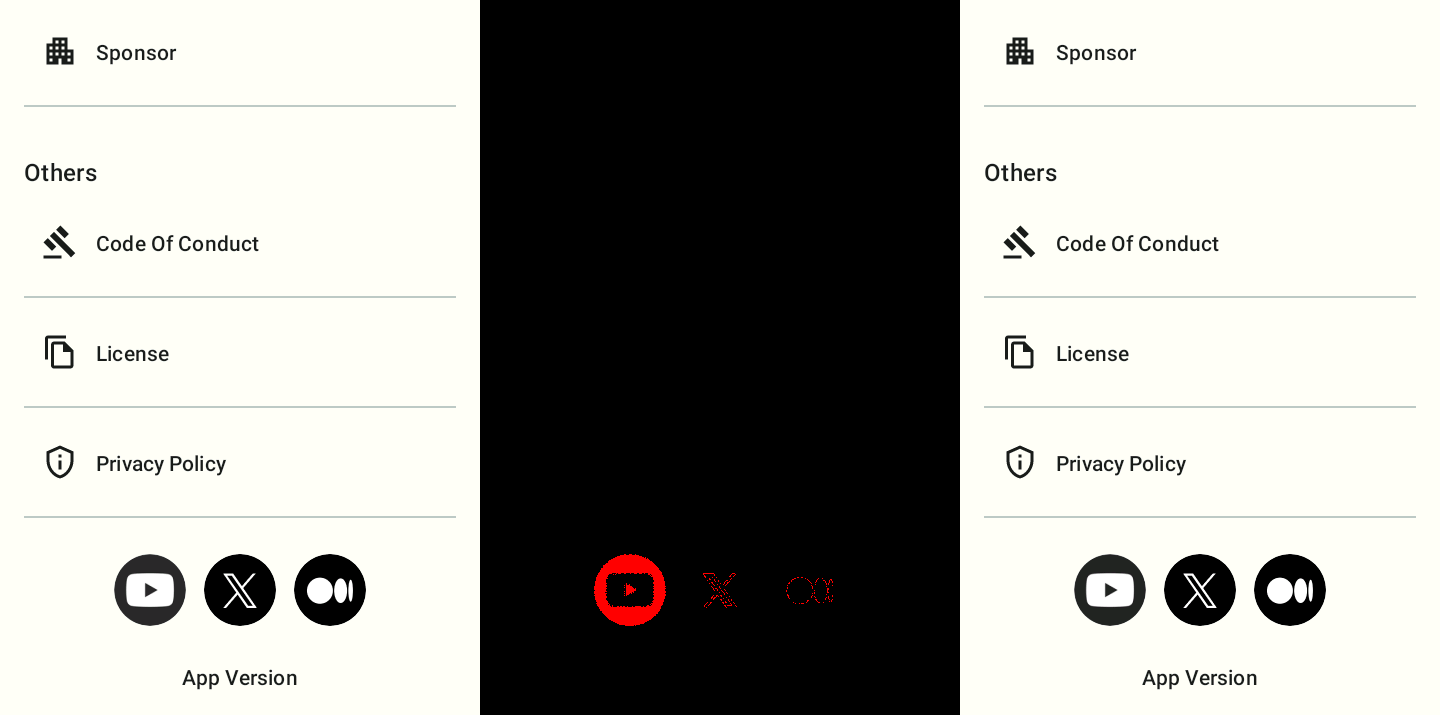 Sponsor
Others
Code Of Conduct
License
Privacy Policy
App Version
Sponsor
Others
Code Of Conduct
License
Privacy Policy
App Version